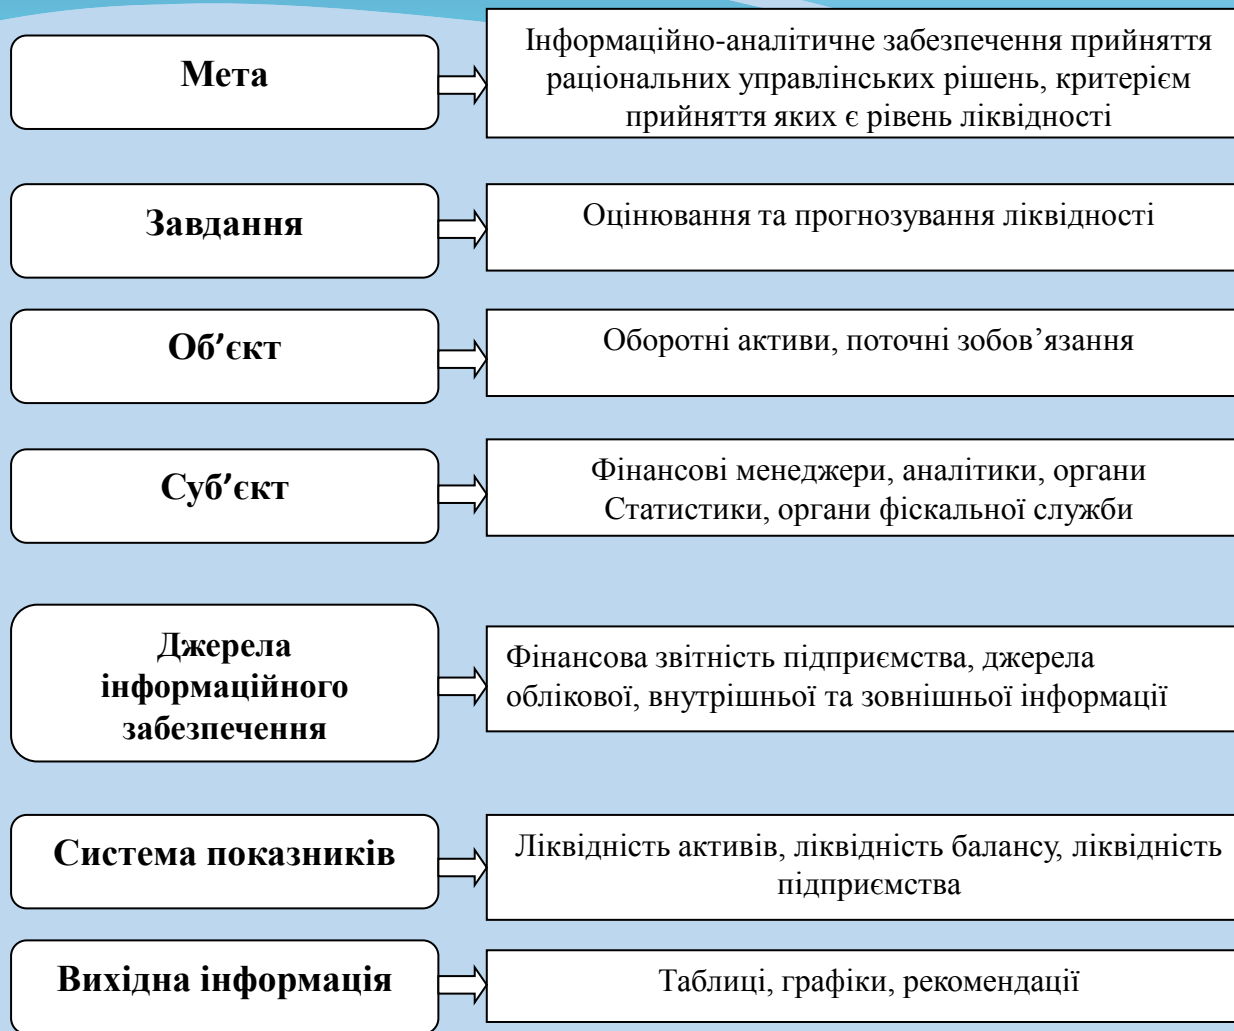 Мета
Інформаційно-аналітичне забезпечення прийняття
раціональних управлінських рішень, критерієм
прийняття яких є рівень ліквідності
Завдання
Оцінювання та прогнозування ліквідності
Об′єкт
Оборотні активи, поточні зобов’язання
Суб′єкт
Фінансові менеджери, аналітики, органи
Статистики, органи фіскальної служби
Джерела
інформаційного
забезпечення
Фінансова звітність підприємства, джерела
облікової, внутрішньої та зовнішньої інформації
Система показників
Ліквідність активів, ліквідність балансу, ліквідність
підприємства
Вихідна інформація
Таблиці, графіки, рекомендації